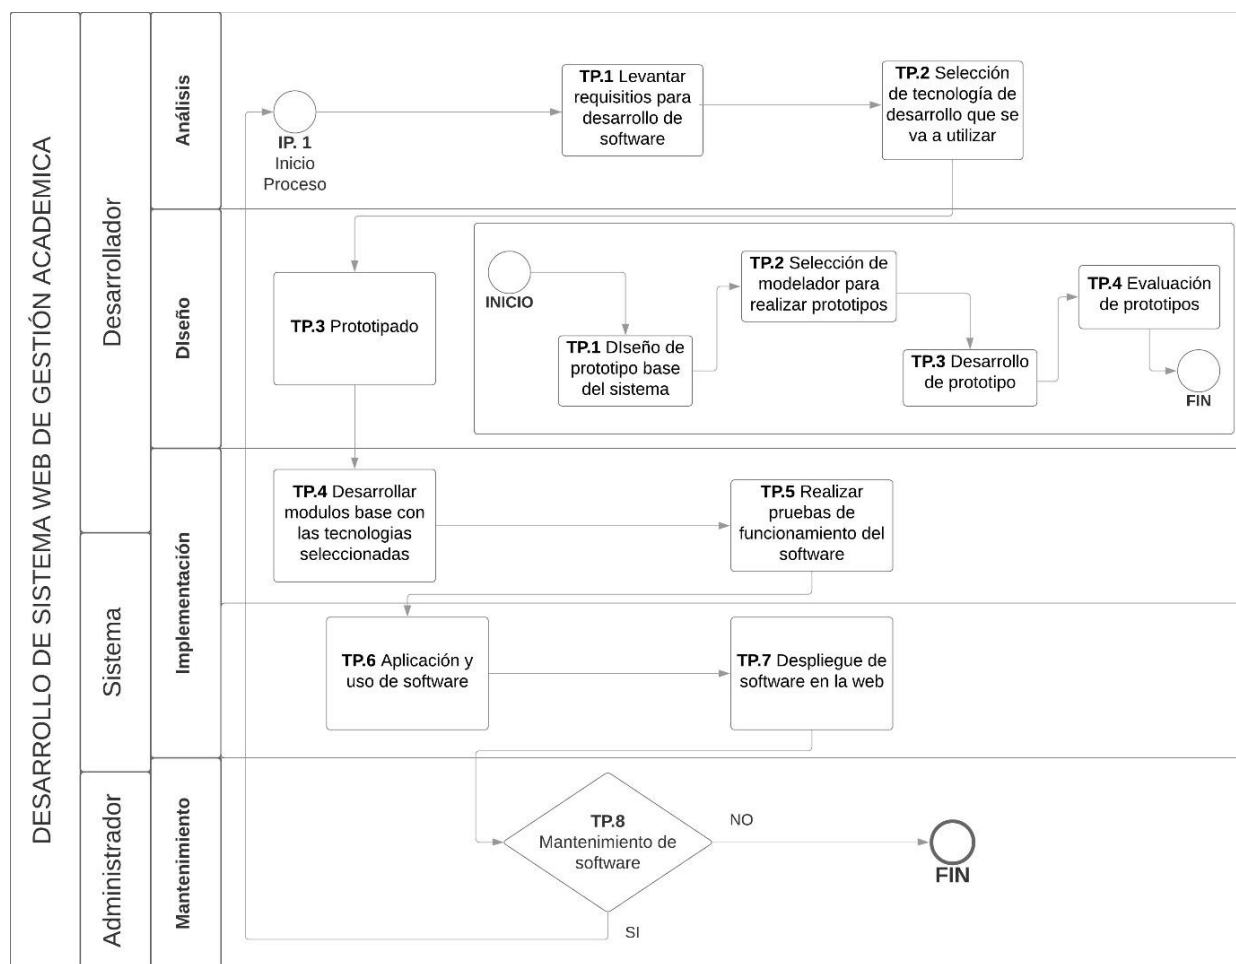 DESARROLLO DE SISTEMA WEB DE GESTIÓN ACADEMICA
Desarrollador
Sistema
Administrador
Análisis
DIseño
Implementación
Mantenimiento
IP. 1
Inicio
Proceso
TP.1 Levantar
requisitios para
desarrollo de
software
TP.2 Selección
de tecnología de
desarrollo que se
va a utilizar
TP.3 Prototipado
INICIO
TP.1 DIseño de
prototipo base
del sistema
TP.2 Selección de
modelador para
realizar prototipos
TP.3 Desarrollo
de prototipo
TP.4 Evaluación
de prototipos
FIN
TP.4 Desarrollar
modulos base con
las tecnologias
seleccionadas
TP.5 Realizar
pruebas de
funcionamiento del
software
TP.6 Aplicación y
uso de software
TP.7 Despliegue de
software en la web
TP.8
Mantenimiento de
software
NO
FIN
SI